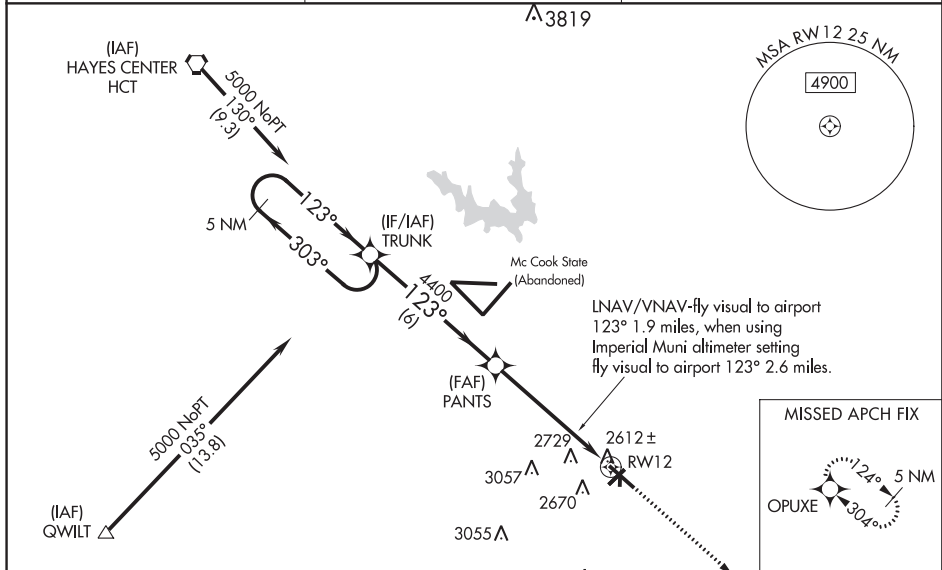 3819
(IAF)
HAYES CENTER
HCT
5000 NoPT
130°
(9.3)
MSA RW12 25 NM
4900
123°
5 NM
303°
(IF/IAF)
TRUNK
Mc Cook State
(Abandoned)
4400
123°
(6)
LNAV/VNAV-fly visual to airport
123° 1.9 miles, when using
Imperial Muni altimeter setting
fly visual to airport 123° 2.6 miles.
(FAF)
PANTS
5000 NoPT
035°
(13.8)
(IAF)
QWILT
2729
2612±
RW12
3057
2670
3055
MISSED APCH FIX
124°
5 NM
OPUXE
304°